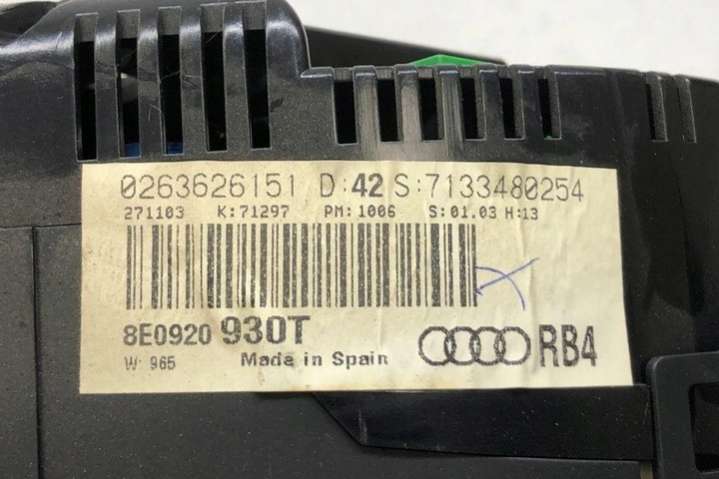 0263626151 D:42 S:7133480254
271103 K:71297 PM:1006 S:01.03 H:13
8E0920 930T RB4
W: 965 Made in Spain